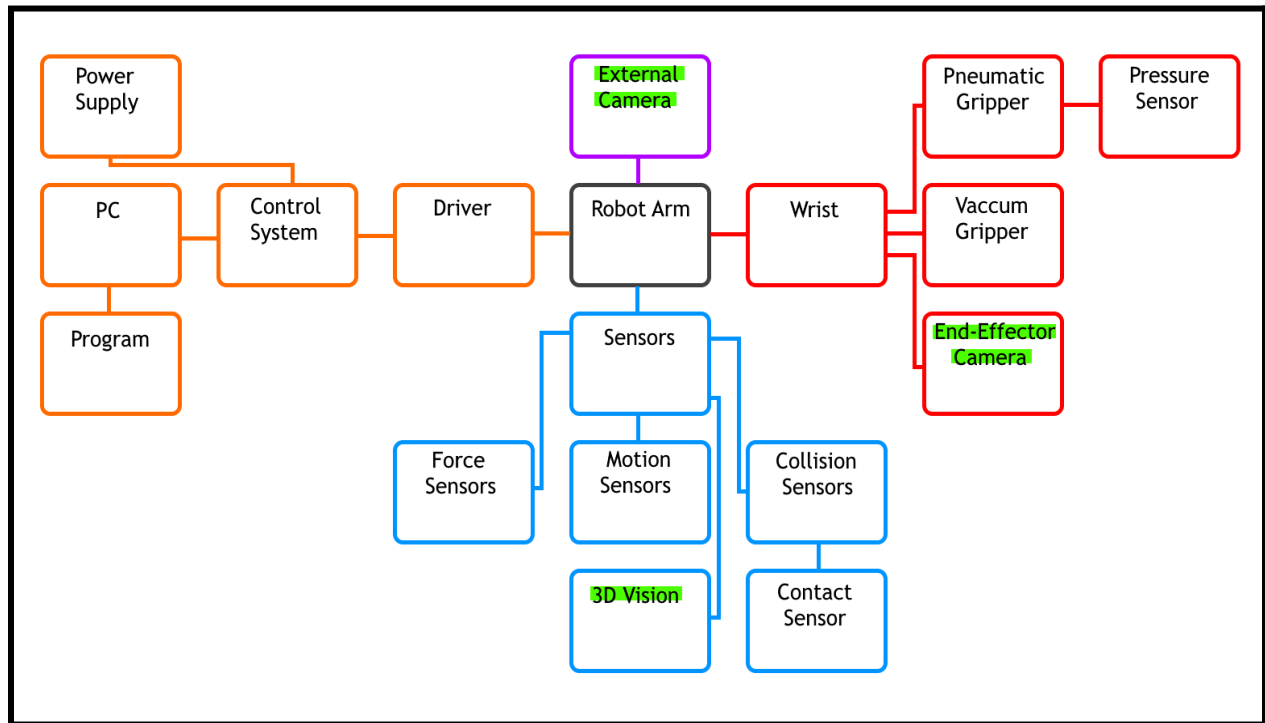 Power
Supply
External
Camera
Pneumatic
Gripper
Pressure
Sensor
PC
Control
System
Driver
Robot Arm
Wrist
Vaccum
Gripper
Program
Sensors
End-Effector
Camera
Force
Sensors
Motion
Sensors
Collision
Sensors
3D Vision
Contact
Sensor